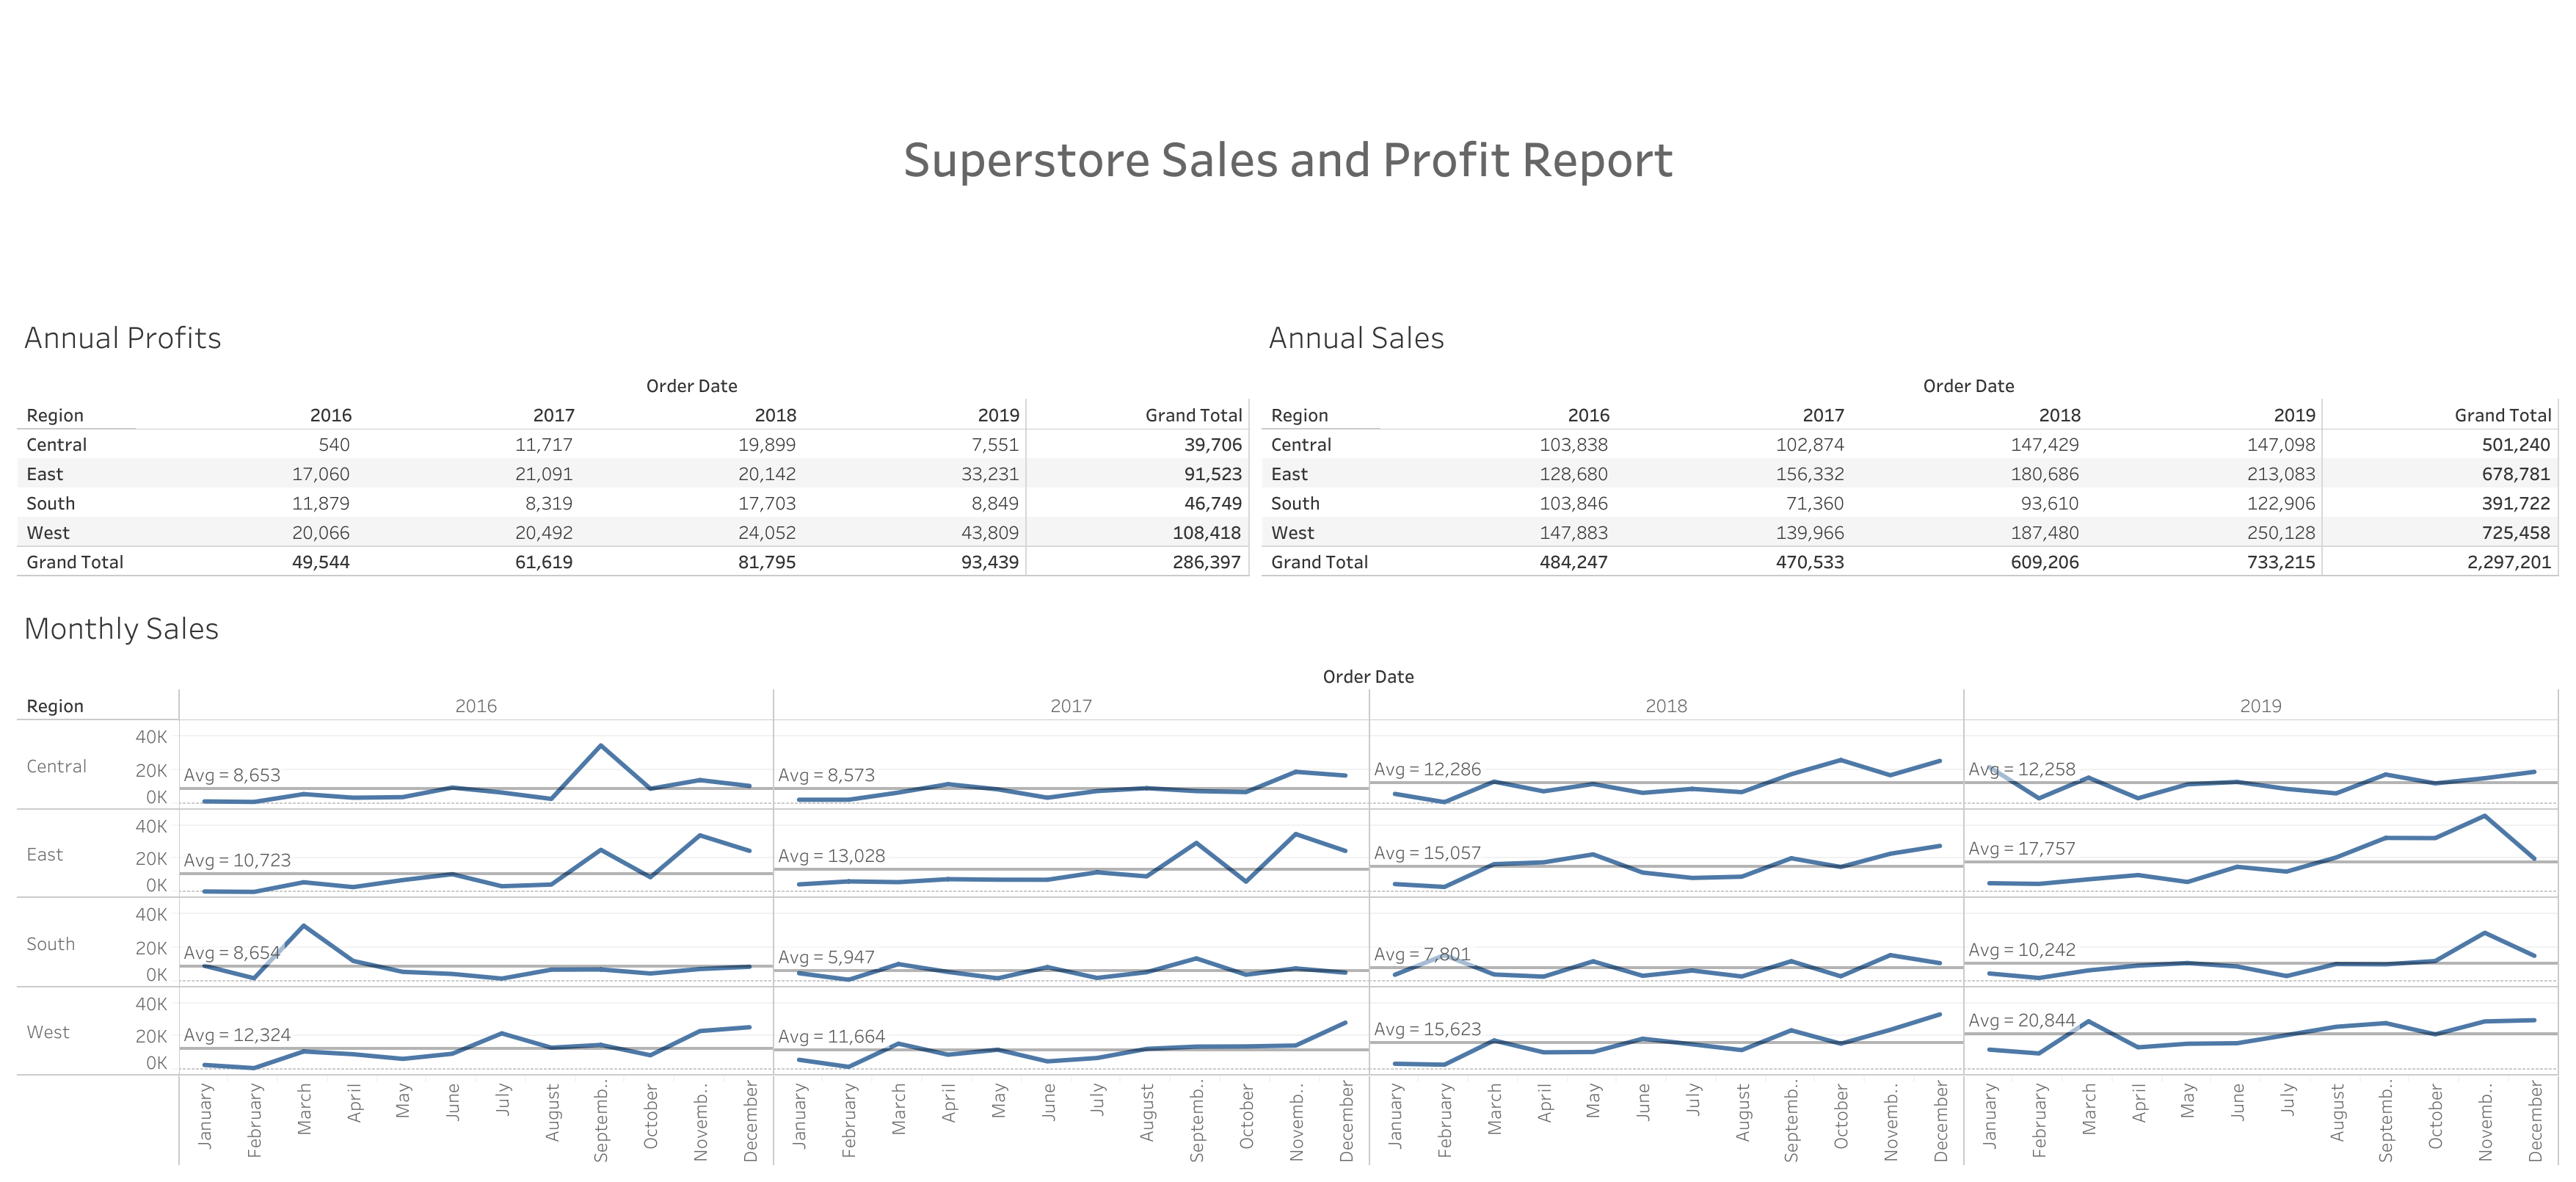 Superstore Sales and Profit Report
Annual Profits
Order Date
Region 2016 2017 2018 2019 Grand Total
Central 540 11,717 19,899 7,551 39,706
East 17,060 21,091 20,142 33,231 91,523
South 11,879 8,319 17,703 8,849 46,749
West 20,066 20,492 24,052 43,809 108,418
Grand Total 49,544 61,619 81,795 93,439 286,397
Annual Sales
Order Date
Region 2016 2017 2018 2019 Grand Total
Central 103,838 102,874 147,429 147,098 501,240
East 128,680 156,332 180,686 213,083 678,781
South 103,846 71,360 93,610 122,906 391,722
West 147,883 139,966 187,480 250,128 725,458
Grand Total 484,247 470,533 609,206 733,215 2,297,201
Monthly Sales
Order Date
Region 2016 2017 2018 2019
40K
Central 20K Avg = 8,653 Avg = 8,573 Avg = 12,286 Avg = 12,258
0K
40K
East 20K Avg = 10,723 Avg = 13,028 Avg = 15,057 Avg = 17,757
0K
40K
South 20K Avg = 8,654 Avg = 5,947 Avg = 7,801 Avg = 10,242
0K
40K
West 20K Avg = 12,324 Avg = 11,664 Avg = 15,623 Avg = 20,844
0K
January February March April May June July August Septemb.. October Novemb.. December January February March April May June July August Septemb.. October Novemb.. December January February March April May June July August Septemb.. October Novemb.. December January February March April May June July August Septemb.. October Novemb.. December